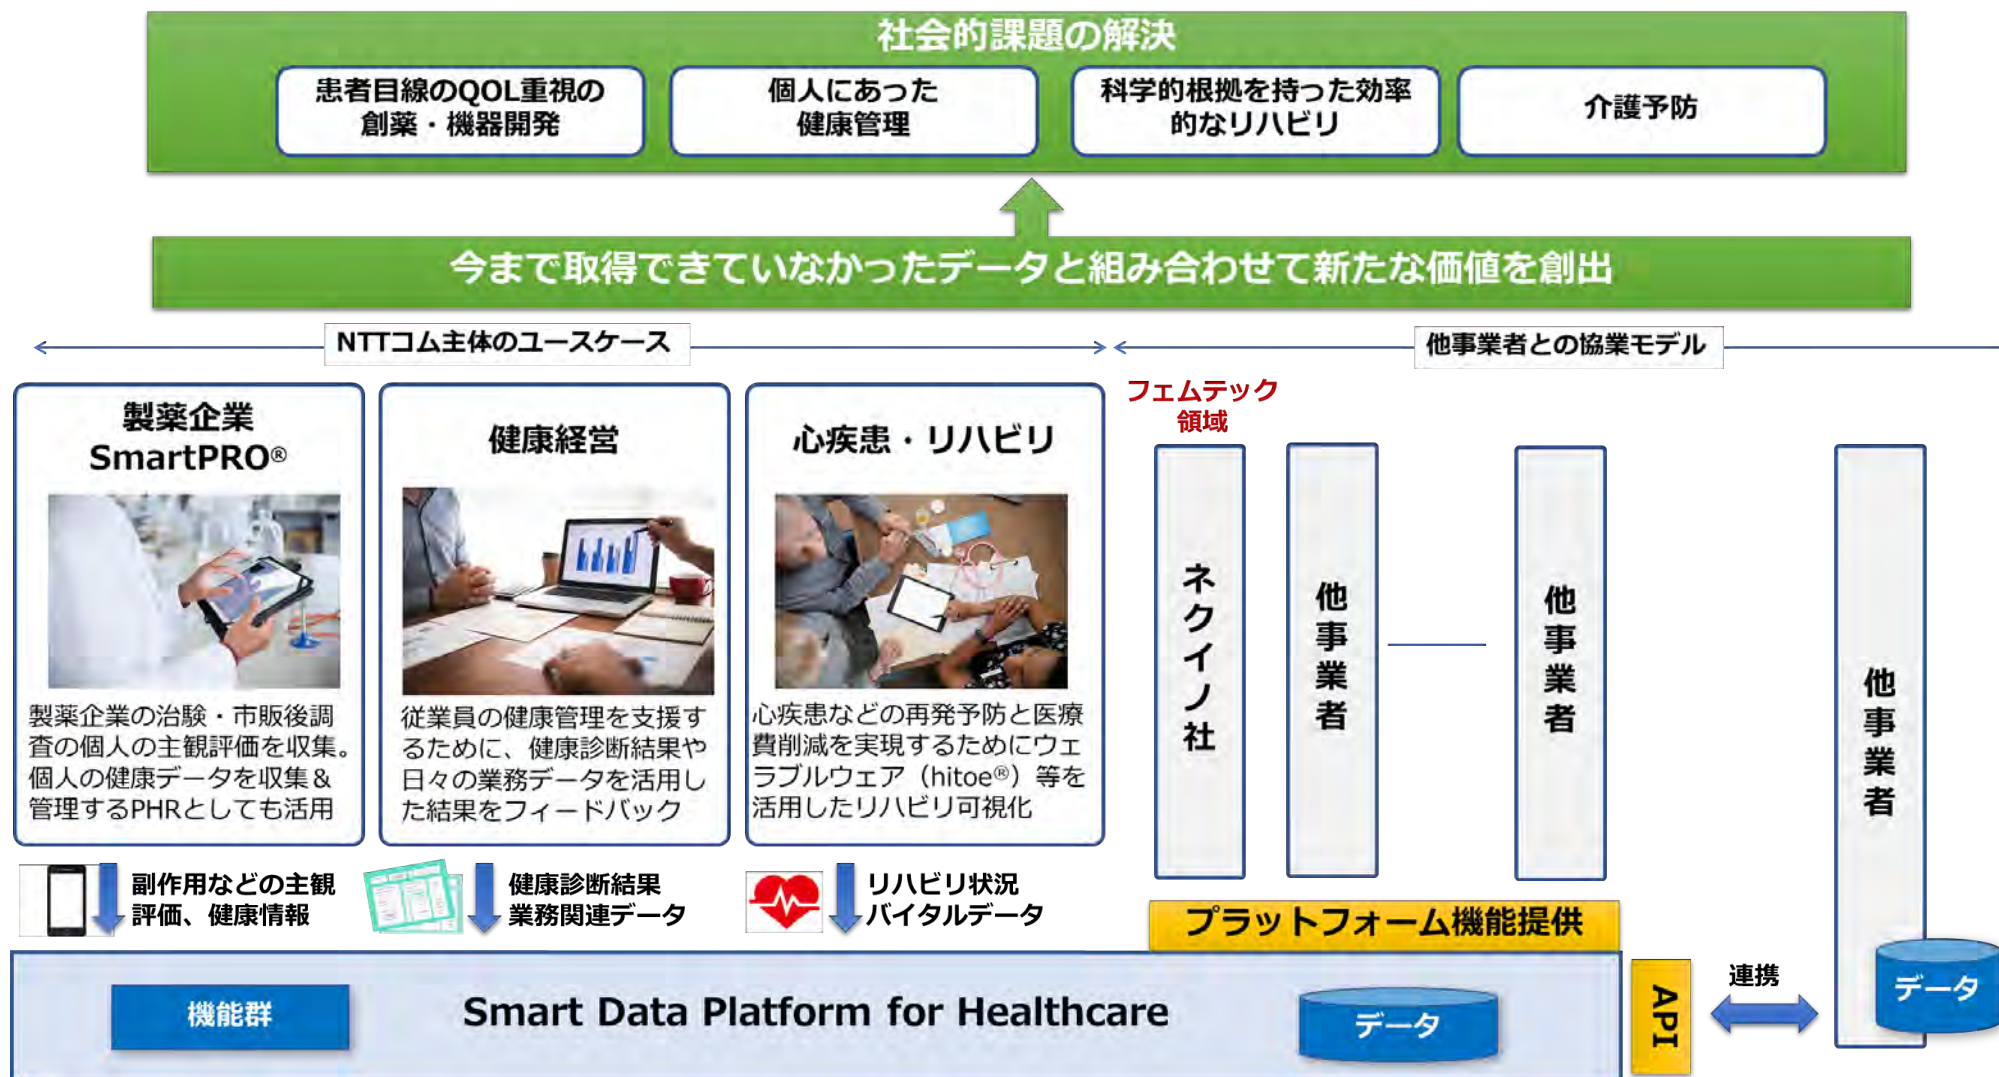 社会的課題の解決
患者目線のQOL重視の
創薬・機器開発
個人にあった
健康管理
科学的根拠を持った効率
的なリハビリ
介護予防
今まで取得できていなかったデータと組み合わせて新たな価値を創出
NTTコム主体のユースケース
他事業者との協業モデル
製薬企業
SmartPRO®
製薬企業の治験・市販後調
査の個人の主観評価を収集。
個人の健康データを収集＆
管理するPHRとしても活用
健康経営
従業員の健康管理を支援す
るために、健康診断結果や
日々の業務データを活用し
た結果をフィードバック
心疾患・リハビリ
心疾患などの再発予防と医療
費削減を実現するためにウェ
ラブルウェア（hitoe®）等を
活用したリハビリ可視化
フェムテック
領域
ネクイノ社
他事業者
他事業者
他事業者
副作用などの主観
評価、健康情報
健康診断結果
業務関連データ
リハビリ状況
バイタルデータ
プラットフォーム機能提供
機能群
Smart Data Platform for Healthcare
データ
API
連携
データ